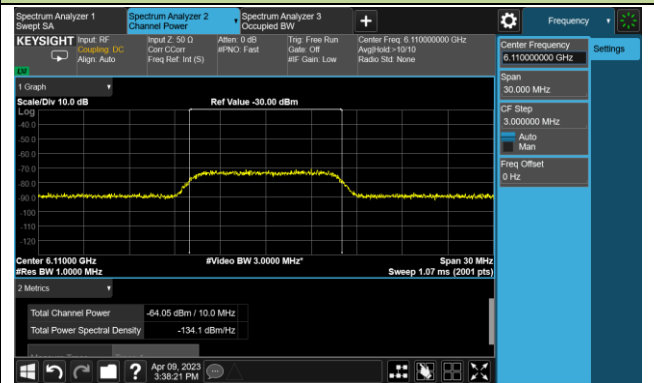 Spectrum Analyzer 1
Swept SA
Spectrum Analyzer 2
Channel Power
Spectrum Analyzer 3
Occupied BW
Frequency
KEYSIGHT
Input: RF
Coupling: DC
Align: Auto
Input Z: 50 Ω
Corr CCorr
Freq Ref: Int (S)
Atten: 0 dB
#PNO: Fast
Trig: Free Run
Gate: Off
#IF Gain: Low
Center Freq: 6.110000000 GHz
Avg|Hold:>10/10
Radio Std: None
Center Frequency
6.110000000 GHz
Settings
Span
30.000 MHz
CF Step
3.000000 MHz
Auto
Man
Freq Offset
0 Hz
1 Graph
Scale/Div 10.0 dB
Ref Value -30.00 dBm
Log
-40.0
-50.0
-60.0
-70.0
-80.0
-90.0
-100
-110
-120
Center 6.11000 GHz
#Video BW 3.0000 MHz*
Span 30 MHz
#Res BW 1.0000 MHz
Sweep 1.07 ms (2001 pts)
2 Metrics
Total Channel Power
-64.05 dBm / 10.0 MHz
Total Power Spectral Density
-134.1 dBm/Hz
Apr 09, 2023
3:38:21 PM